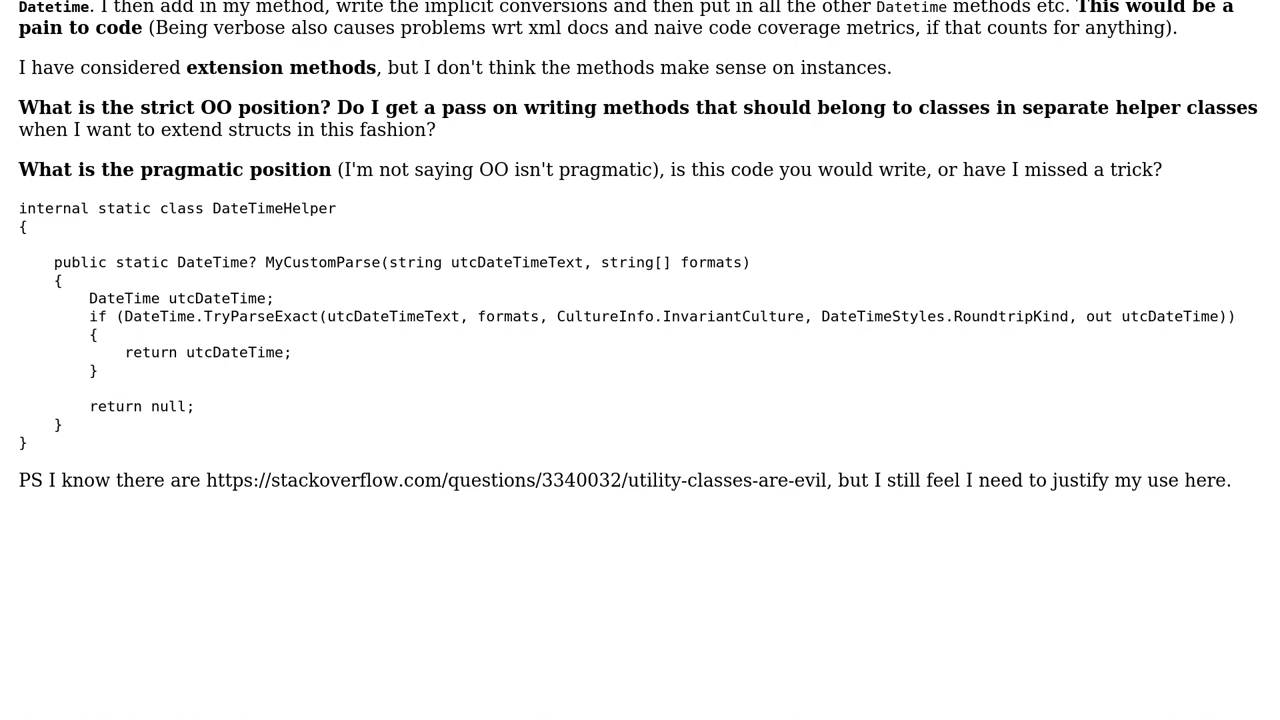 Datetime. I then add in my method, write the implicit conversions and then put in all the other Datetime methods etc. This would be a
pain to code (Being verbose also causes problems wrt xml docs and naive code coverage metrics, if that counts for anything).
I have considered extension methods, but I don't think the methods make sense on instances.
What is the strict OO position? Do I get a pass on writing methods that should belong to classes in separate helper classes
when I want to extend structs in this fashion?
What is the pragmatic position (I'm not saying OO isn't pragmatic), is this code you would write, or have I missed a trick?
internal static class DateTimeHelper
{
    public static DateTime? MyCustomParse(string utcDateTimeText, string[] formats)
    {
        DateTime utcDateTime;
        if (DateTime.TryParseExact(utcDateTimeText, formats, CultureInfo.InvariantCulture, DateTimeStyles.RoundtripKind, out utcDateTime))
        {
            return utcDateTime;
        }
        return null;
    }
}
PS I know there are https://stackoverflow.com/questions/3340032/utility-classes-are-evil, but I still feel I need to justify my use here.